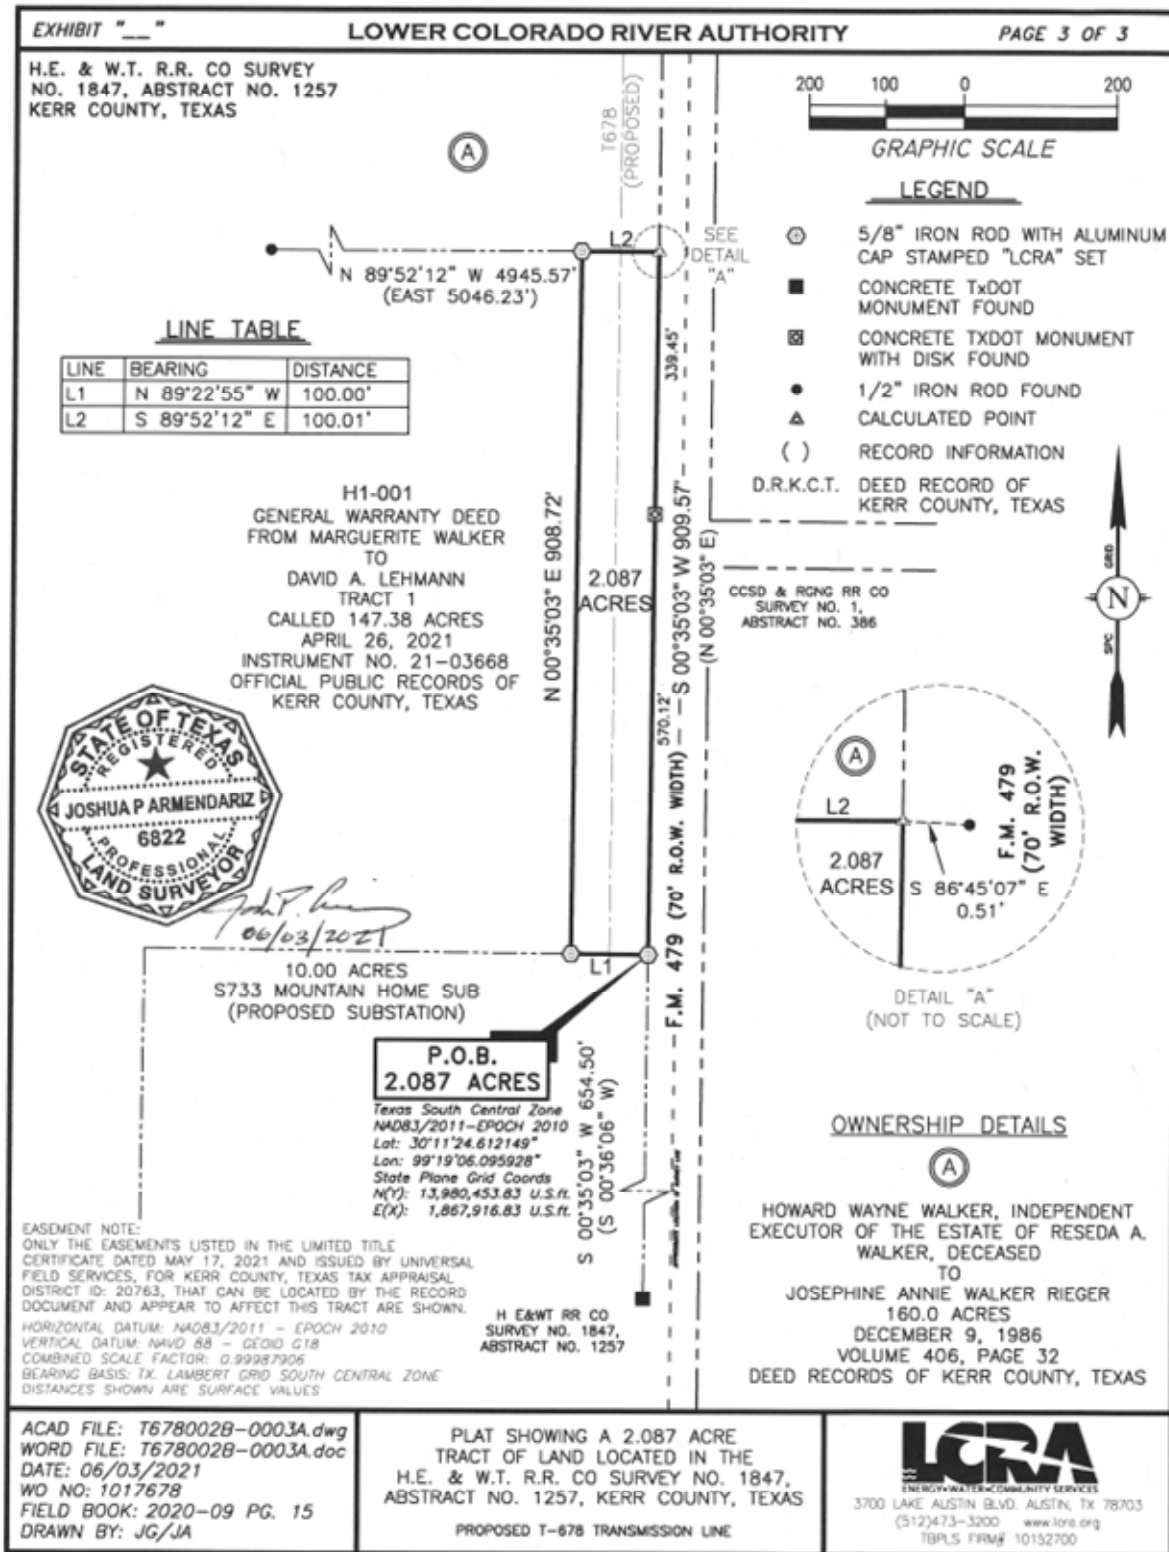 EXHIBIT "__"
LOWER COLORADO RIVER AUTHORITY
PAGE 3 OF 3
H.E. & W.T. R.R. CO SURVEY
NO. 1847, ABSTRACT NO. 1257
KERR COUNTY, TEXAS
A
T678
(PROPOSED)
200 100 0 200
GRAPHIC SCALE
LEGEND
5/8" IRON ROD WITH ALUMINUM
CAP STAMPED "LCRA" SET
CONCRETE TxDOT
MONUMENT FOUND
CONCRETE TXDOT MONUMENT
WITH DISK FOUND
1/2" IRON ROD FOUND
CALCULATED POINT
( ) RECORD INFORMATION
D.R.K.C.T. DEED RECORD OF
KERR COUNTY, TEXAS
L2
SEE
DETAIL
"A"
N 89°52'12" W 4945.57'
(EAST 5046.23')
LINE TABLE
LINE BEARING DISTANCE
L1 N 89°22'55" W 100.00'
L2 S 89°52'12" E 100.01'
339.45'
H1-001
GENERAL WARRANTY DEED
FROM MARGUERITE WALKER
TO
DAVID A. LEHMANN
TRACT 1
CALLED 147.38 ACRES
APRIL 26, 2021
INSTRUMENT NO. 21-03668
OFFICIAL PUBLIC RECORDS OF
KERR COUNTY, TEXAS
N 00°35'03" E 908.72'
2.087
ACRES
570.12'
S 00°35'03" W 909.57'
(N 00°35'03" E)
F.M. 479 (70' R.O.W. WIDTH)
CCSD & RGNG RR CO
SURVEY NO. 1,
ABSTRACT NO. 386
GRID
N
SPC
STATE OF TEXAS
REGISTERED
JOSHUA P ARMENDARIZ
6822
PROFESSIONAL
LAND SURVEYOR
06/03/2021
A
L2
2.087
ACRES
S 86°45'07" E
0.51'
F.M. 479
(70' R.O.W.
WIDTH)
DETAIL "A"
(NOT TO SCALE)
L1
10.00 ACRES
S733 MOUNTAIN HOME SUB
(PROPOSED SUBSTATION)
P.O.B.
2.087 ACRES
Texas South Central Zone
NAD83/2011-EPOCH 2010
Lat: 30°11'24.612149"
Lon: 99°19'06.095928"
State Plane Grid Coords
N(Y): 13,980,453.83 U.S.ft.
E(X): 1,867,916.83 U.S.ft.
S 00°35'03" W 654.50'
(S 00°36'06" W)
OWNERSHIP DETAILS
A
HOWARD WAYNE WALKER, INDEPENDENT
EXECUTOR OF THE ESTATE OF RESEDA A.
WALKER, DECEASED
TO
JOSEPHINE ANNIE WALKER RIEGER
160.0 ACRES
DECEMBER 9, 1986
VOLUME 406, PAGE 32
DEED RECORDS OF KERR COUNTY, TEXAS
EASEMENT NOTE:
ONLY THE EASEMENTS LISTED IN THE LIMITED TITLE
CERTIFICATE DATED MAY 17, 2021 AND ISSUED BY UNIVERSAL
FIELD SERVICES, FOR KERR COUNTY, TEXAS TAX APPRAISAL
DISTRICT ID: 20763, THAT CAN BE LOCATED BY THE RECORD
DOCUMENT AND APPEAR TO AFFECT THIS TRACT ARE SHOWN.
HORIZONTAL DATUM: NAD83/2011 - EPOCH 2010
VERTICAL DATUM: NAVD 88 - GEOID G18
COMBINED SCALE FACTOR: 0.99987906
BEARING BASIS: TX. LAMBERT GRID SOUTH CENTRAL ZONE
DISTANCES SHOWN ARE SURFACE VALUES
H E&WT RR CO
SURVEY NO. 1847,
ABSTRACT NO. 1257
ACAD FILE: T678002B-0003A.dwg
WORD FILE: T678002B-0003A.doc
DATE: 06/03/2021
WO NO: 1017678
FIELD BOOK: 2020-09 PG. 15
DRAWN BY: JG/JA
PLAT SHOWING A 2.087 ACRE
TRACT OF LAND LOCATED IN THE
H.E. & W.T. R.R. CO SURVEY NO. 1847,
ABSTRACT NO. 1257, KERR COUNTY, TEXAS
PROPOSED T-678 TRANSMISSION LINE
LCRA
ENERGY•WATER•COMMUNITY SERVICES
3700 LAKE AUSTIN BLVD. AUSTIN, TX 78703
(512)473-3200 www.lcra.org
TBPLS FIRM# 10152700